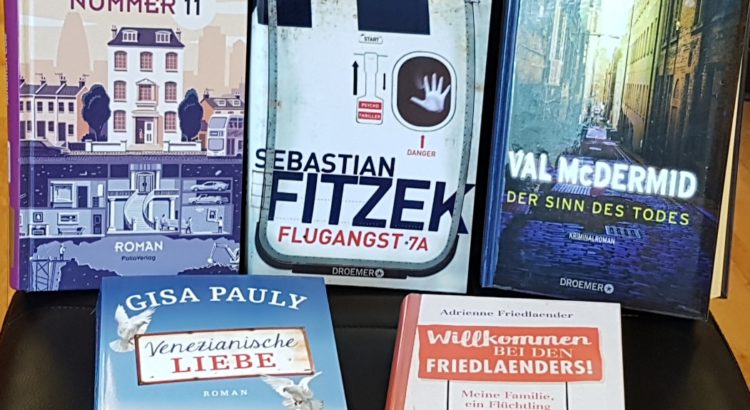 NUMMER 11
ROMAN
FolioVerlag
START
PSYCHO
THRILLER
DANGER
SEBASTIAN
FITZEK
FLUGANGST 7A
DROEMER
VAL McDERMID
DER SINN DES TODES
KRIMINALROMAN
DROEMER
GISA PAULY
Venezianische
LIEBE
ROMAN
Adrienne Friedlaender
Willkommen
BEI DEN
FRIEDLAENDERS!
Meine Familie,
ein Flüchtling